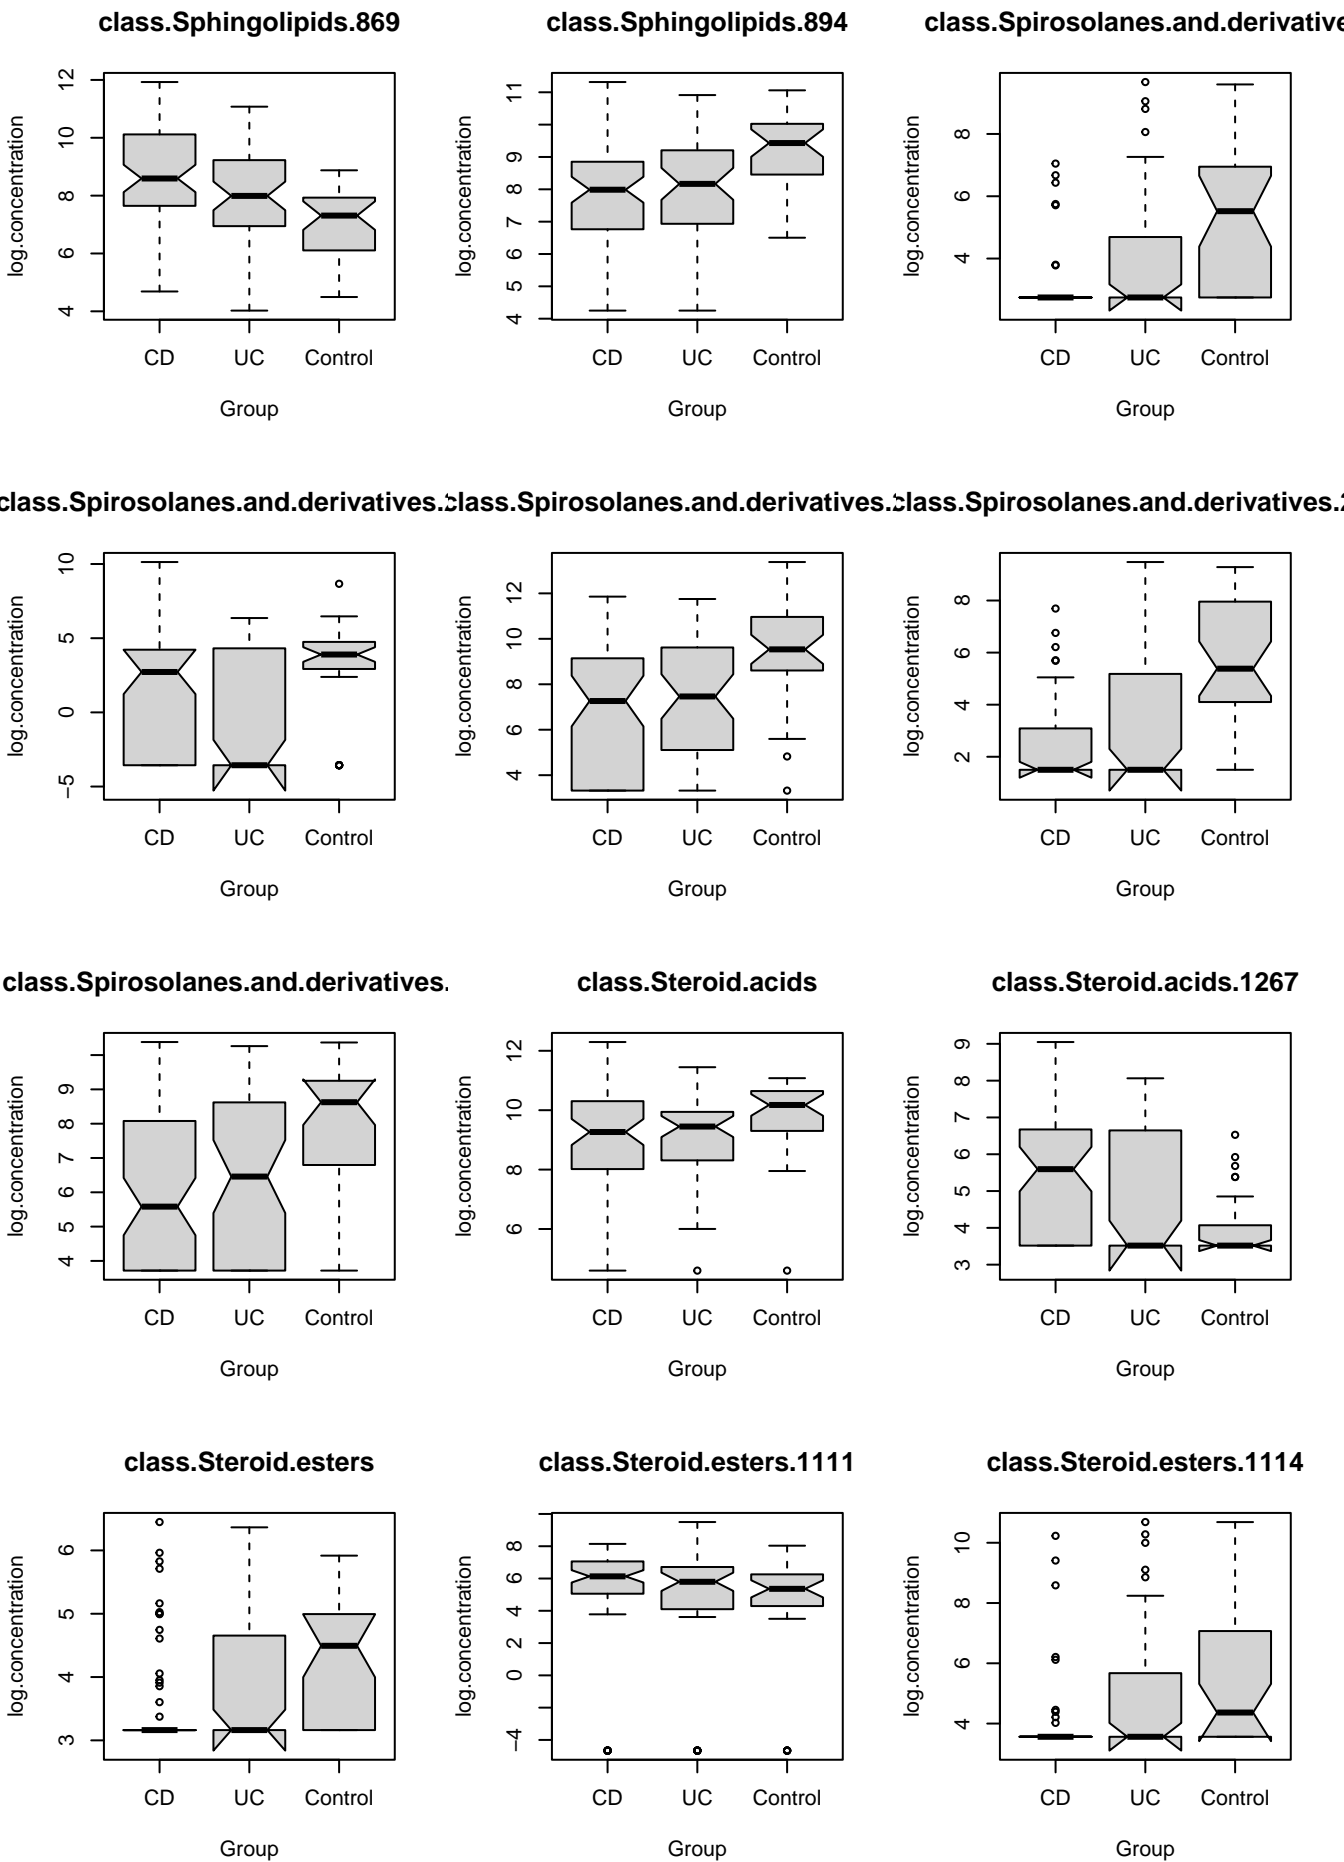 class.Sphingolipids.869
log.concentration
12
10
8
6
4
CD UC Control
Group
class.Sphingolipids.894
log.concentration
11
9
8
7
6
5
4
CD UC Control
Group
class.Spirosolanes.and.derivative
log.concentration
8
6
4
CD UC Control
Group
class.Spirosolanes.and.derivatives.
log.concentration
10
5
0
−5
CD UC Control
Group
class.Spirosolanes.and.derivatives.
log.concentration
12
10
8
6
4
CD UC Control
Group
class.Spirosolanes.and.derivatives.2
log.concentration
8
6
4
2
CD UC Control
Group
class.Spirosolanes.and.derivatives.
log.concentration
9
8
7
6
5
4
CD UC Control
Group
class.Steroid.acids
log.concentration
12
10
8
6
CD UC Control
Group
class.Steroid.acids.1267
log.concentration
9
8
7
6
5
4
3
CD UC Control
Group
class.Steroid.esters
log.concentration
6
5
4
3
CD UC Control
Group
class.Steroid.esters.1111
log.concentration
8
6
4
2
0
−4
CD UC Control
Group
class.Steroid.esters.1114
log.concentration
10
8
6
4
CD UC Control
Group